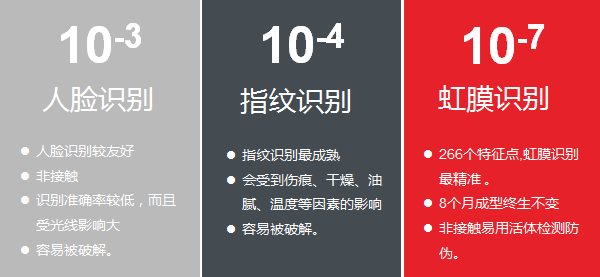 10-3
人脸识别
● 人脸识别较友好
● 非接触
● 识别准确率较低，而且
受光线影响大
● 容易被破解。
10-4
指纹识别
● 指纹识别最成熟
● 会受到伤痕、干燥、油
腻、温度等因素的影响
● 容易被破解。
10-7
虹膜识别
● 266个特征点,虹膜识别
最精准。
● 8个月成型终生不变
● 非接触易用活体检测防
伪。